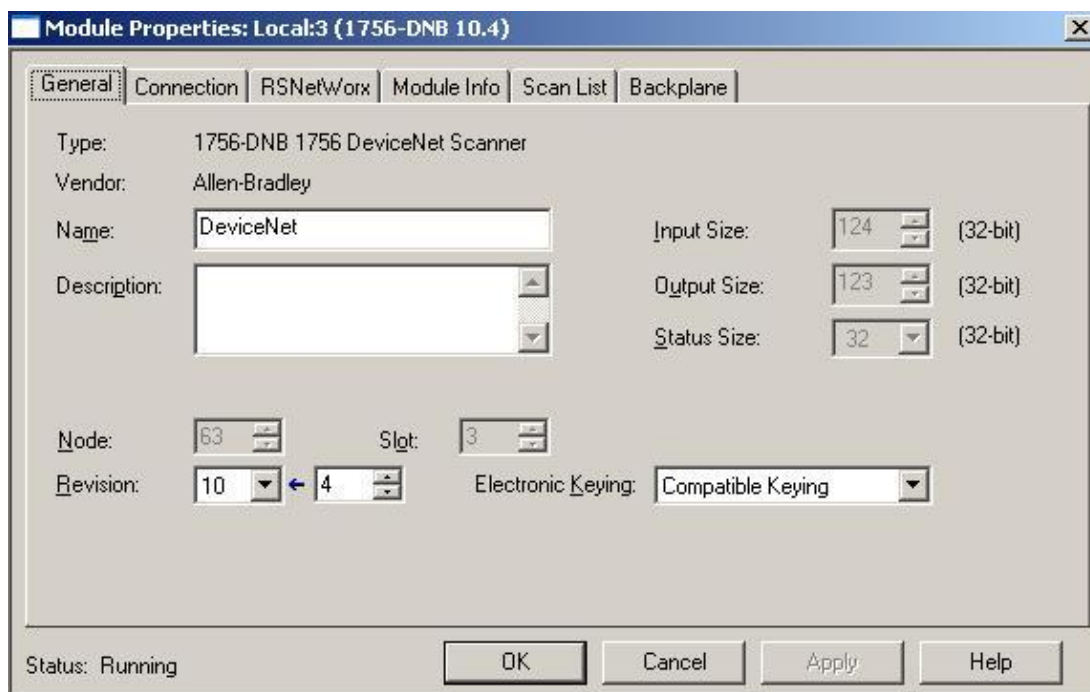 Module Properties: Local:3 (1756-DNB 10.4)
General Connection RSNetWorx Module Info Scan List Backplane
Type: 1756-DNB 1756 DeviceNet Scanner
Vendor: Allen-Bradley
Name: DeviceNet Input Size: 124 (32-bit)
Description: Output Size: 123 (32-bit)
Status Size: 32 (32-bit)
Node: 63 Slot: 3
Revision: 10 4 Electronic Keying: Compatible Keying
Status: Running OK Cancel Apply Help